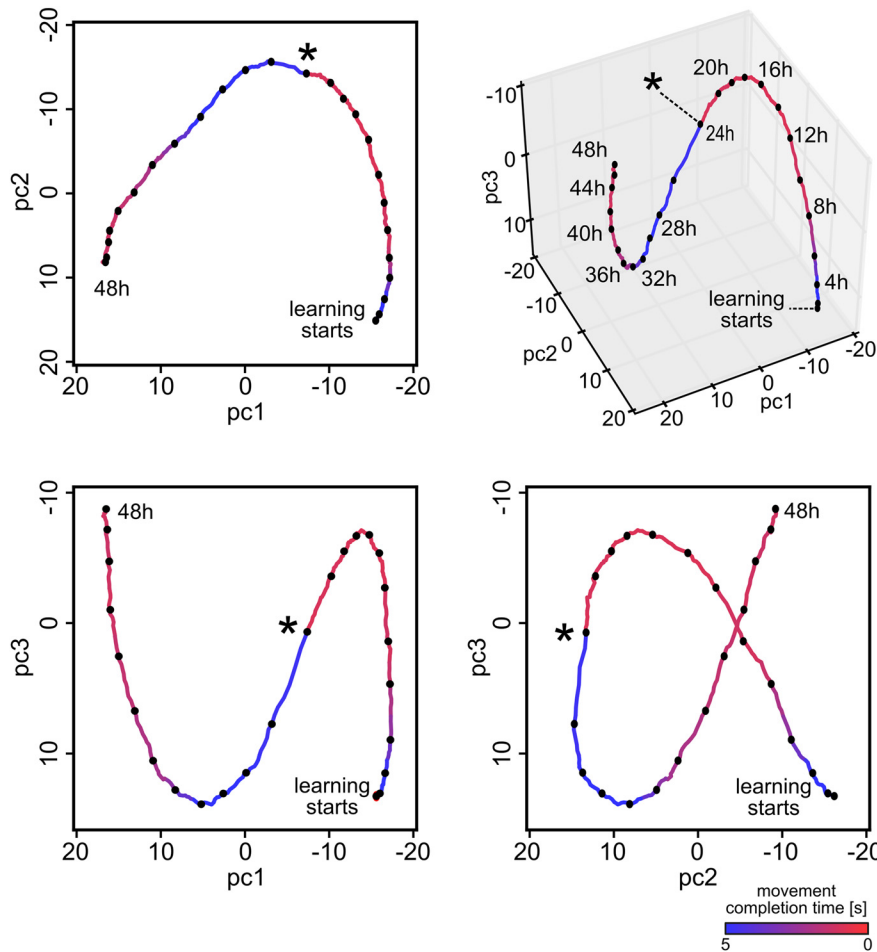 -20
-10
0
10
20
pc2
*
48h
learning
starts
20
10
0
-10
-20
pc1
-10
0
10
pc3
-20
-10
0
10
20
pc2
20
10
0
-10
-20
pc1
*
20h
16h
24h
12h
48h
44h
8h
28h
40h
36h
32h
4h
learning
starts
-10
0
10
pc3
48h
*
learning
starts
20
10
0
-10
-20
pc1
-10
0
10
pc3
48h
*
learning
starts
20
10
0
-10
-20
pc2
movement
completion time [s]
5
0